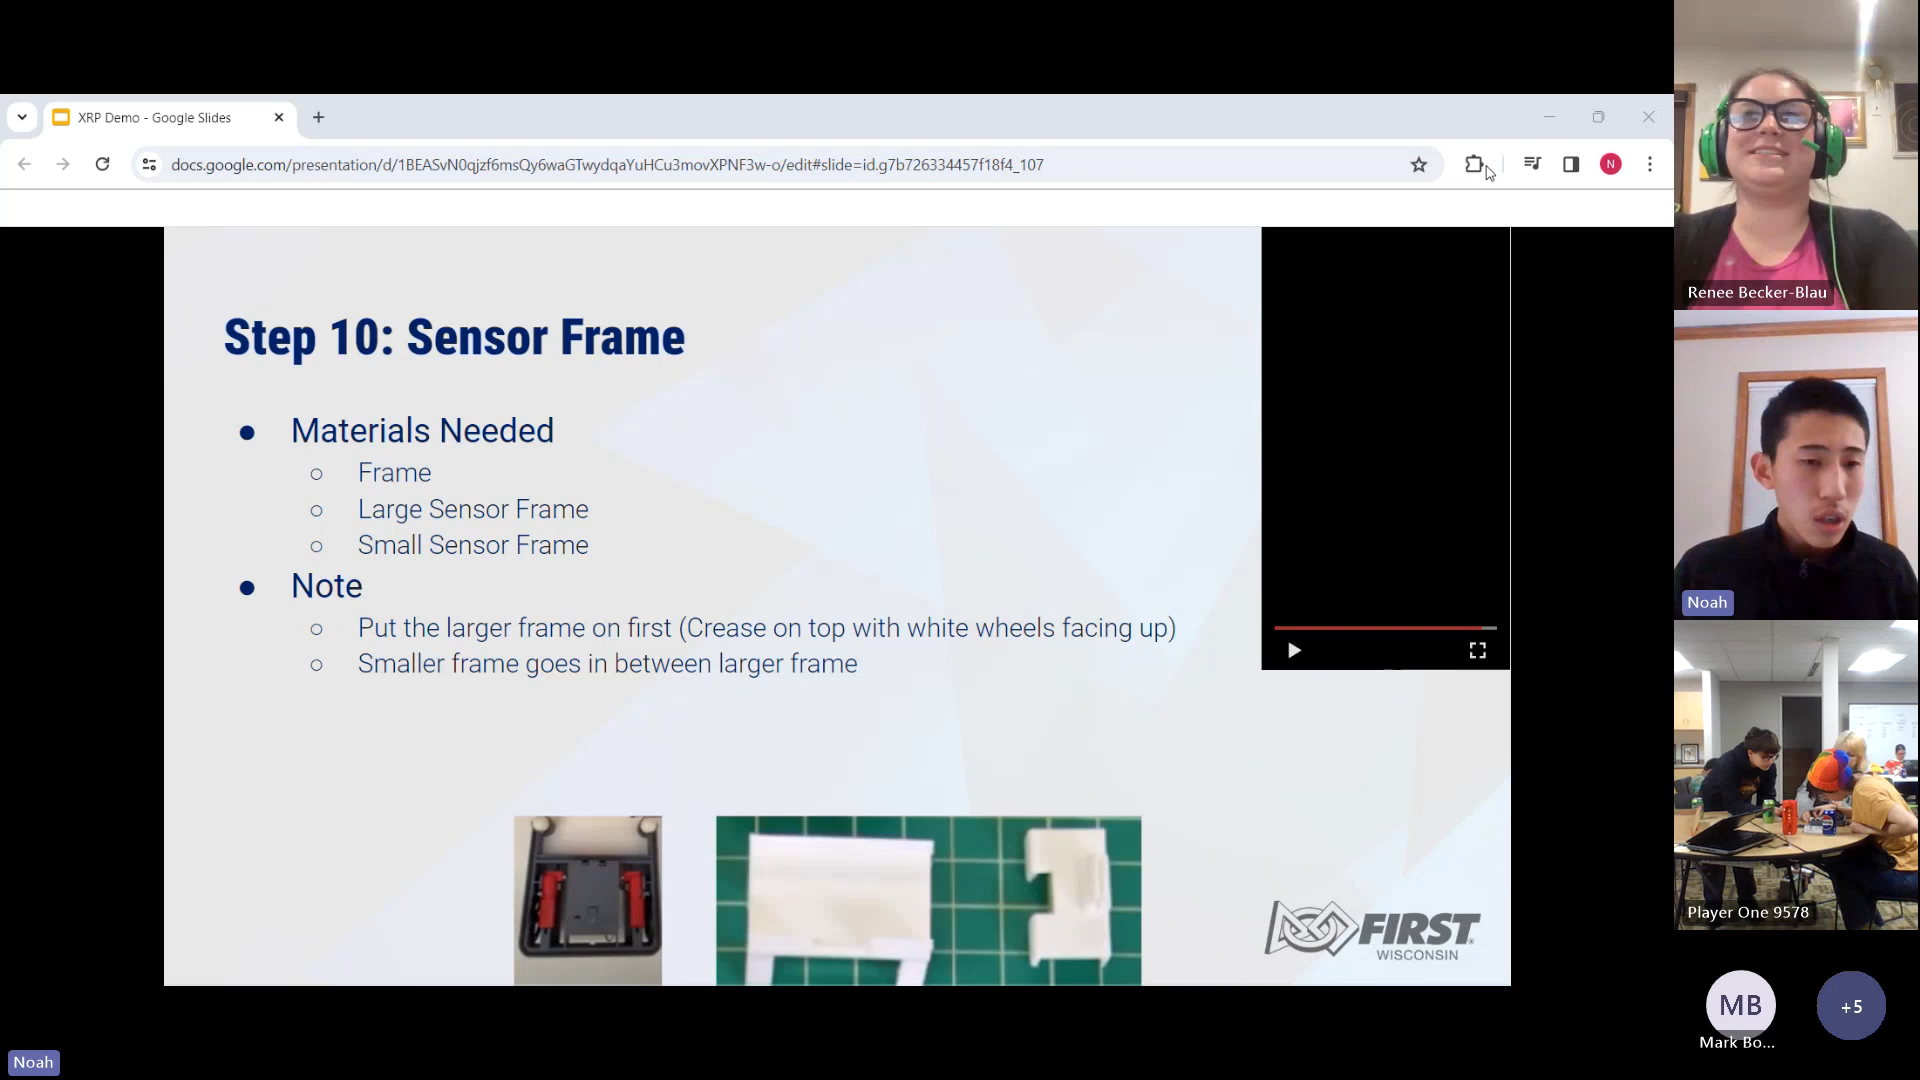 XRP Demo - Google Slides
docs.google.com/presentation/d/1BEASvN0qjzf6msQy6waGTwydqaYuHCu3movXPNF3w-o/edit#slide=id.g7b726334457f18f4_107
N
Step 10: Sensor Frame
● Materials Needed
○ Frame
○ Large Sensor Frame
○ Small Sensor Frame
● Note
○ Put the larger frame on first (Crease on top with white wheels facing up)
○ Smaller frame goes in between larger frame
FIRST
WISCONSIN
Renee Becker-Blau
Noah
Player One 9578
MB
+5
Mark Bo...
Noah